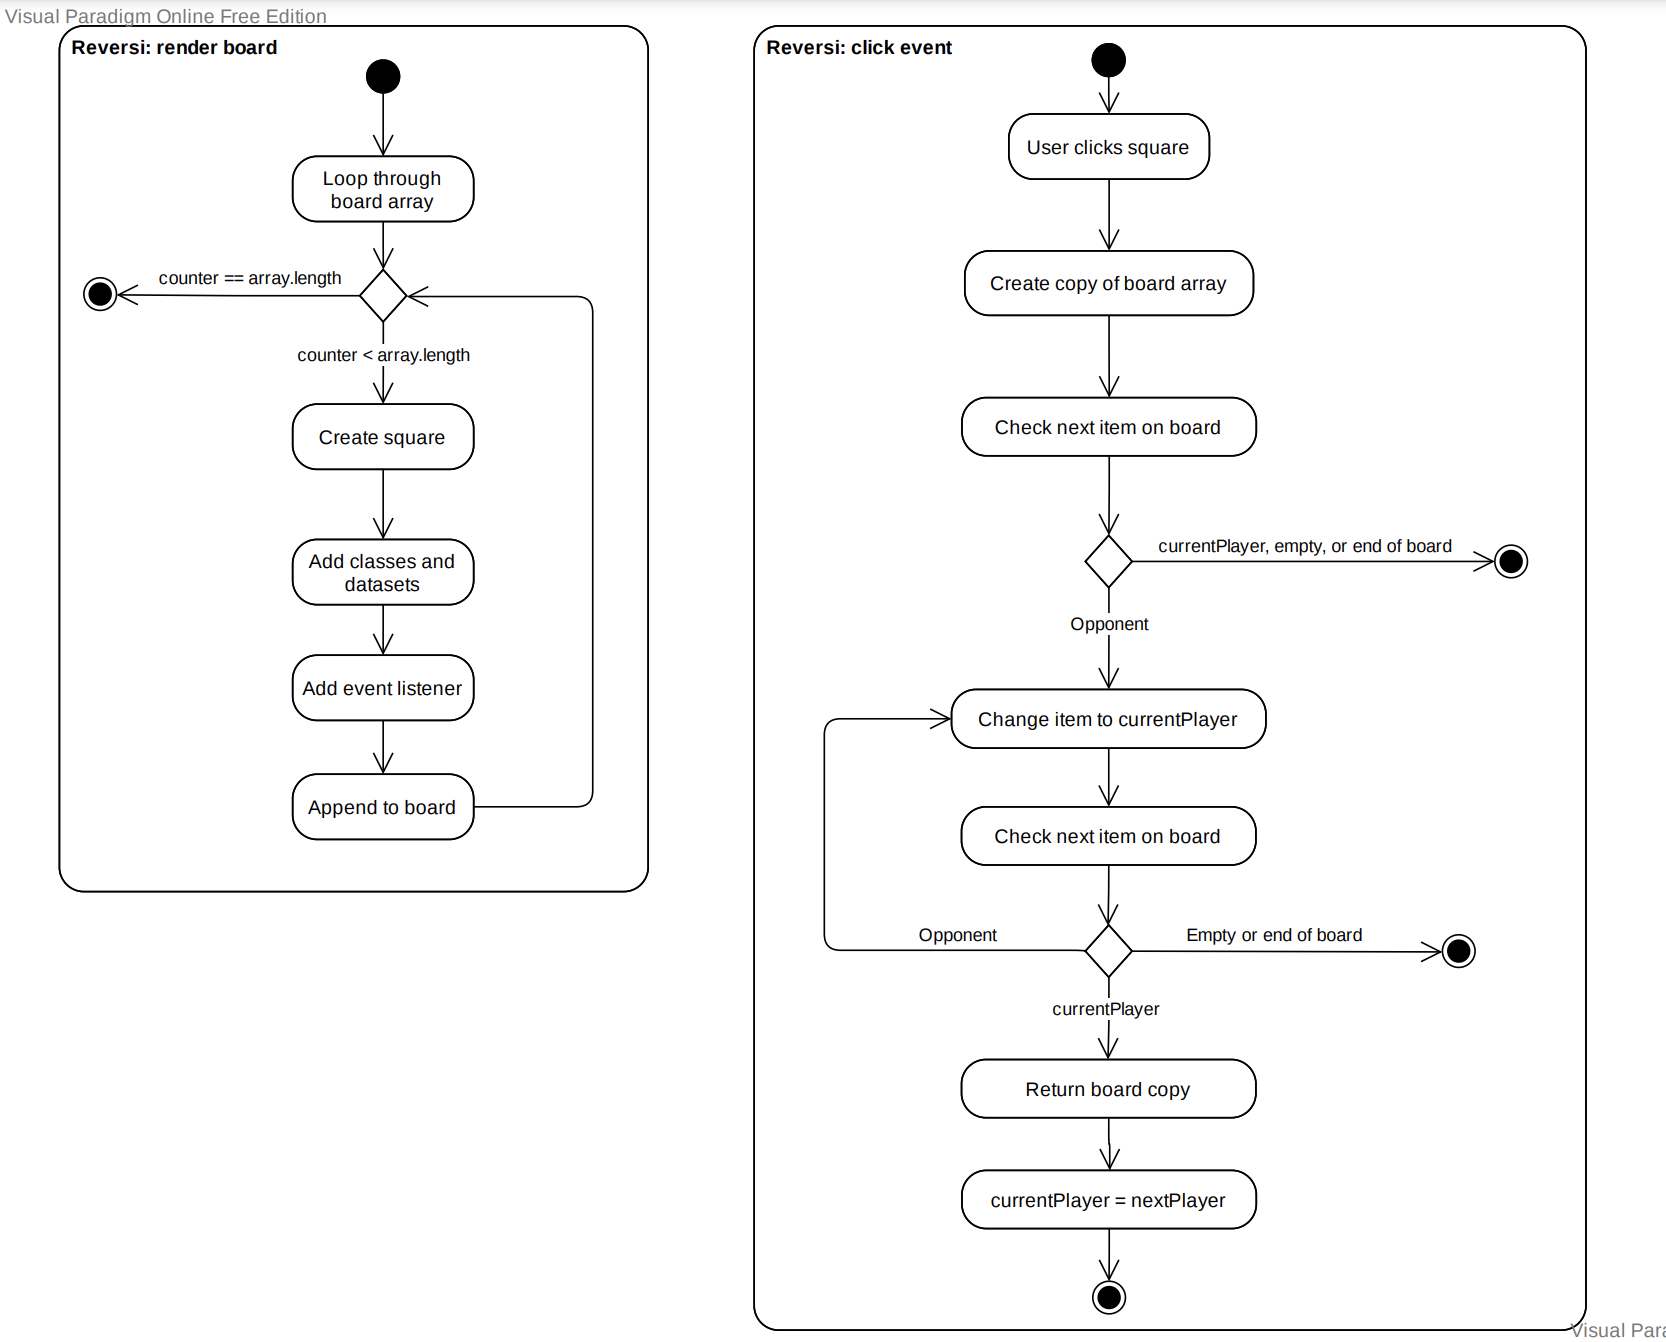 Visual Paradigm Online Free Edition
Reversi: render board
Loop through
board array
counter == array.length
counter < array.length
Create square
Add classes and
datasets
Add event listener
Append to board
Reversi: click event
User clicks square
Create copy of board array
Check next item on board
currentPlayer, empty, or end of board
Opponent
Change item to currentPlayer
Check next item on board
Opponent
Empty or end of board
currentPlayer
Return board copy
currentPlayer = nextPlayer
Visual Para